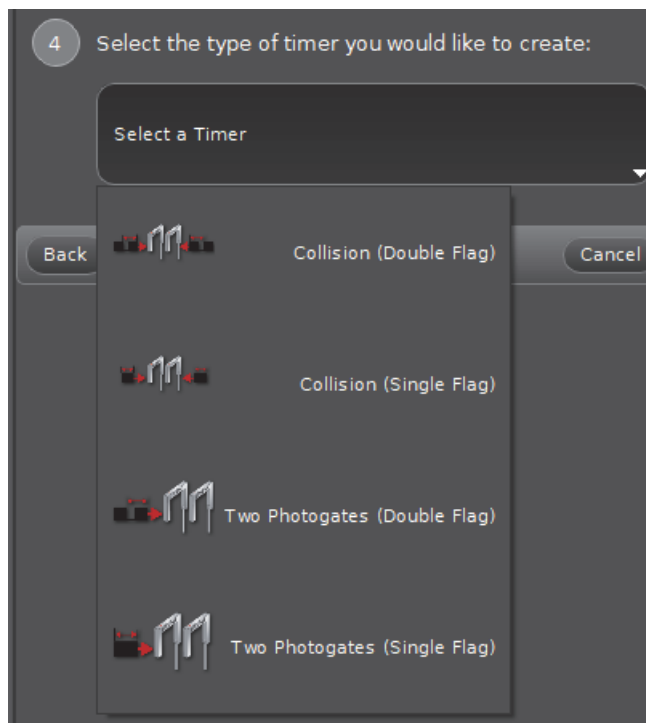 4 Select the type of timer you would like to create:
Select a Timer
Back
Cancel
Collision (Double Flag)
Collision (Single Flag)
Two Photogates (Double Flag)
Two Photogates (Single Flag)